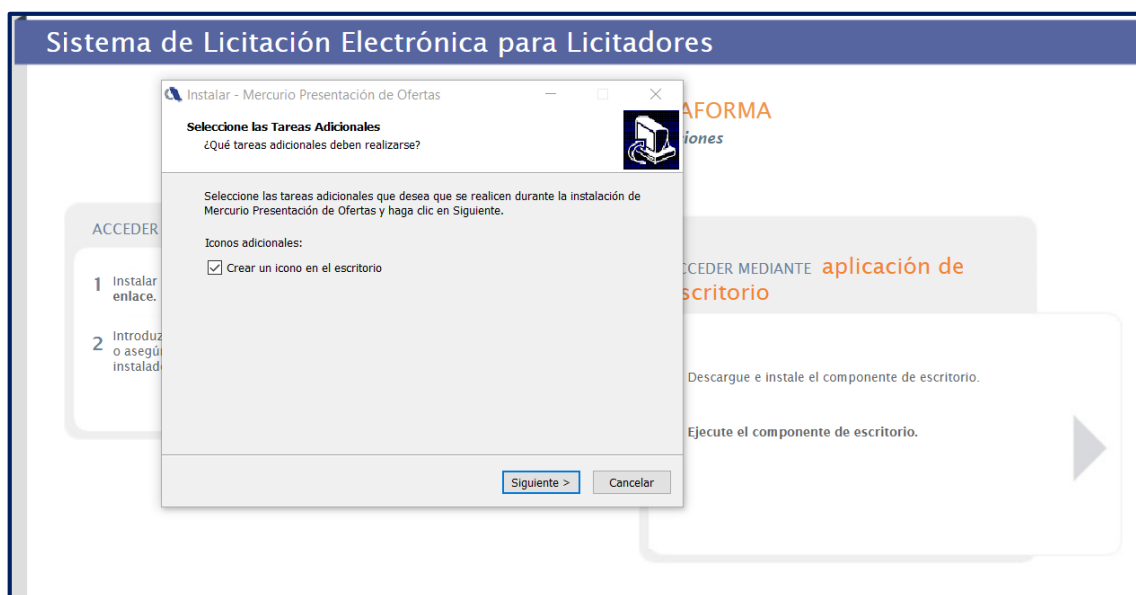 Sistema de Licitación Electrónica para Licitadores
Instalar - Mercurio Presentación de Ofertas
Seleccione las Tareas Adicionales
¿Qué tareas adicionales deben realizarse?
Seleccione las tareas adicionales que desea que se realicen durante la instalación de
Mercurio Presentación de Ofertas y haga clic en Siguiente.
Iconos adicionales:
Crear un icono en el escritorio
Siguiente >
Cancelar
AFORMA
iones
ACCEDER
1 Instalar
enlace.
2 Introduz
o asegú
instalad
CCEDER MEDIANTE aplicación de
scritorio
Descargue e instale el componente de escritorio.
Ejecute el componente de escritorio.